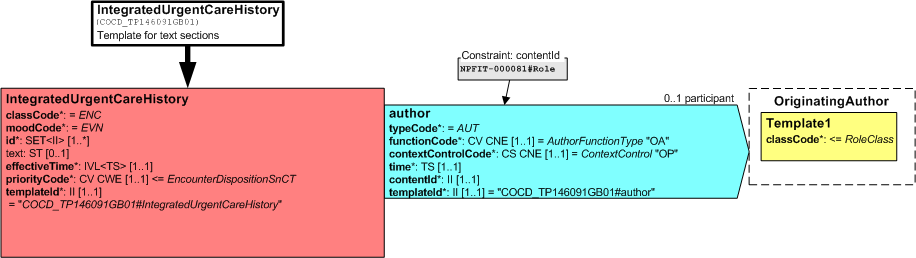 IntegratedUrgentCareHistory
(COCD_TP146091GB01)
Template for text sections
Constraint: contentId
NPFIT-000081#Role
IntegratedUrgentCareHistory
classCode*: = ENC
moodCode*: = EVN
id*: SET<II> [1..*]
text: ST [0..1]
effectiveTime*: IVL<TS> [1..1]
priorityCode*: CV CWE [1..1] <= EncounterDispositionSnCT
templateId*: II [1..1]
= "COCD_TP146091GB01#IntegratedUrgentCareHistory"
author
typeCode*: = AUT
functionCode*: CV CNE [1..1] = AuthorFunctionType "OA"
contextControlCode*: CS CNE [1..1] = ContextControl "OP"
time*: TS [1..1]
contentId*: II [1..1]
templateId*: II [1..1] = "COCD_TP146091GB01#author"
0..1 participant
OriginatingAuthor
Template1
classCode*: <= RoleClass